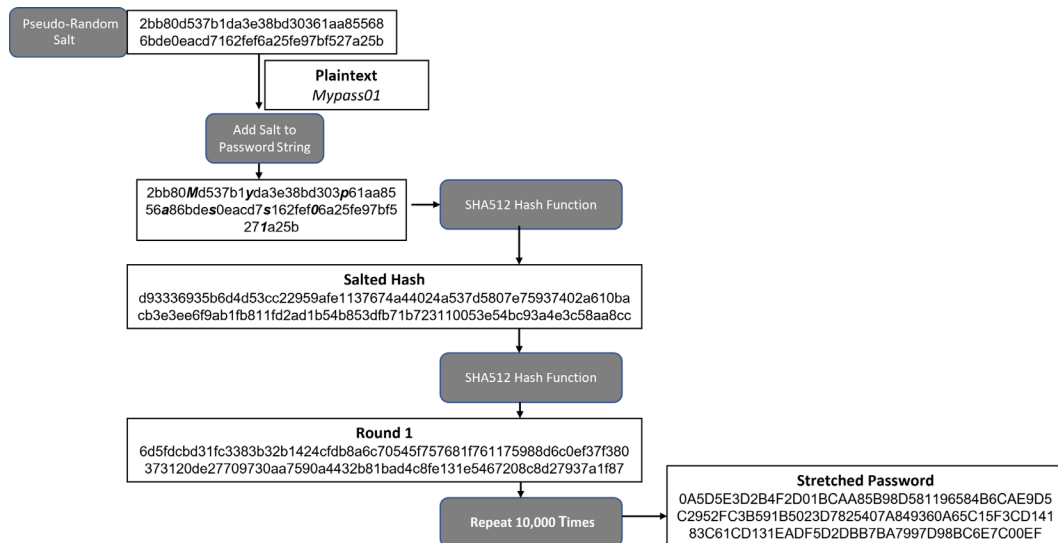 Pseudo-Random
Salt
2bb80d537b1da3e38bd30361aa85568
6bde0eacd7162fef6a25fe97bf527a25b
Plaintext
Mypass01
Add Salt to
Password String
2bb80Md537b1yda3e38bd303p61aa85
56a86bdes0eacd7s162fef06a25fe97bf5
271a25b
SHA512 Hash Function
Salted Hash
d93336935b6d4d53cc22959afe1137674a44024a537d5807e75937402a610ba
cb3e3ee6f9ab1fb811fd2ad1b54b853dfb71b723110053e54bc93a4e3c58aa8cc
SHA512 Hash Function
Round 1
6d5fdcbd31fc3383b32b1424cfdb8a6c70545f757681f761175988d6c0ef37f380
373120de27709730aa7590a4432b81bad4c8fe131e5467208c8d27937a1f87
Repeat 10,000 Times
Stretched Password
0A5D5E3D2B4F2D01BCAA85B98D581196584B6CAE9D5
C2952FC3B591B5023D7825407A849360A65C15F3CD141
83C61CD131EADF5D2DBB7BA7997D98BC6E7C00EF